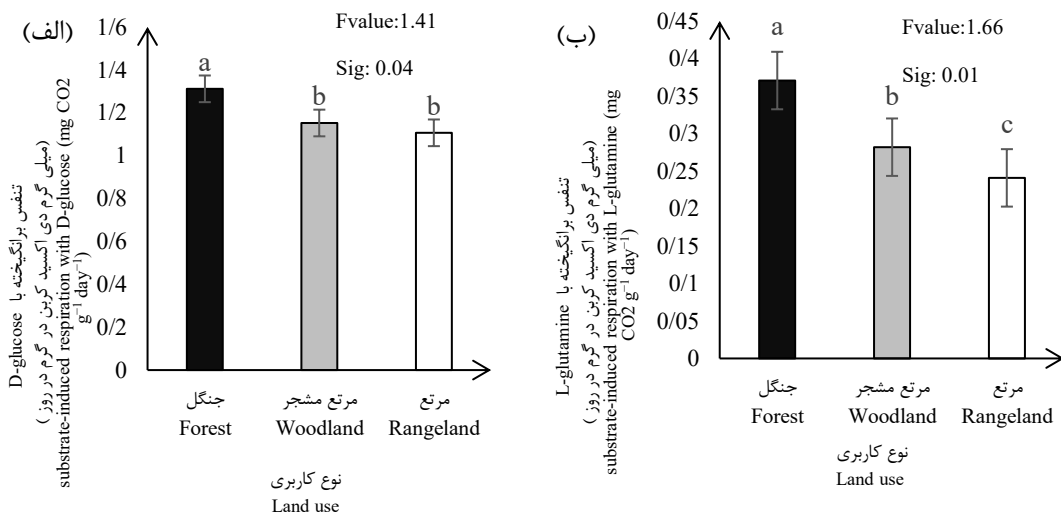 (الف)
Fvalue:1.41
Sig: 0.04
1/6
1/4
1/2
1
0/8
0/6
0/4
0/2
0
a
b
b
تنفس برانگیخته با D-glucose
(میلی گرم دی اکسید کربن در گرم در روز )
substrate-induced respiration with D-glucose (mg CO2
g⁻¹ day⁻¹)
جنگل
Forest
مرتع مشجر
Woodland
مرتع
Rangeland
نوع کاربری
Land use
(ب)
Fvalue:1.66
Sig: 0.01
0/45
0/4
0/35
0/3
0/25
0/2
0/15
0/1
0/05
0
a
b
c
تنفس برانگیخته با L-glutamine
(میلی گرم دی اکسید کربن در گرم در روز )
substrate-induced respiration with L-glutamine (mg
CO2 g⁻¹ day⁻¹)
جنگل
Forest
مرتع مشجر
Woodland
مرتع
Rangeland
نوع کاربری
Land use